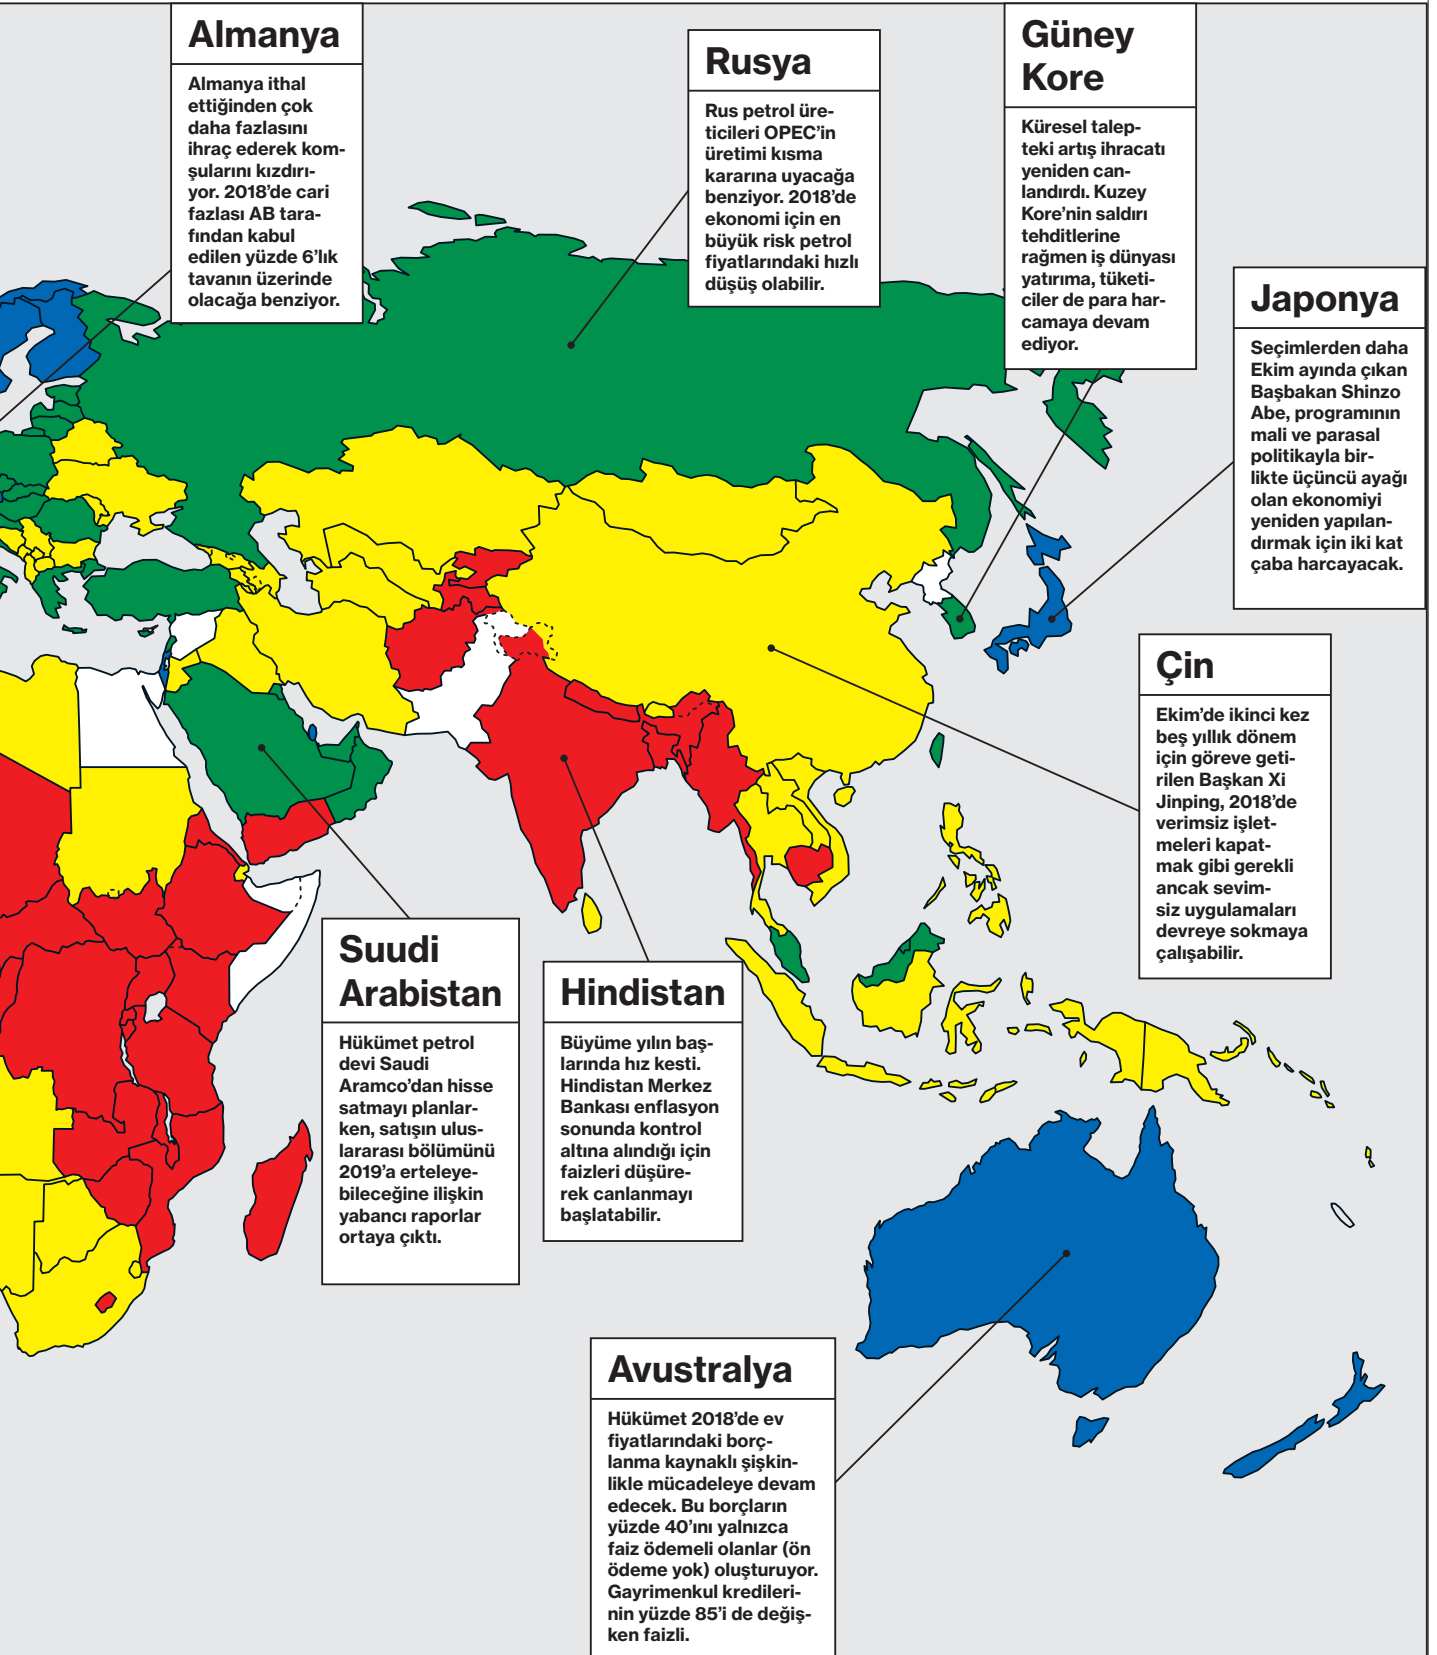 Almanya
Almanya ithal
ettiğinden çok
daha fazlasını
ihraç ederek kom-
şularını kızdırı-
yor. 2018’de cari
fazlası AB tara-
fından kabul
edilen yüzde 6’lık
tavanın üzerinde
olacağa benziyor.
Rusya
Rus petrol üre-
ticileri OPEC’in
üretimi kısma
kararına uyacağa
benziyor. 2018’de
ekonomi için en
büyük risk petrol
fiyatlarındaki hızlı
düşüş olabilir.
Güney
Kore
Küresel talep-
teki artış ihracatı
yeniden can-
landırdı. Kuzey
Kore’nin saldırı
tehditlerine
rağmen iş dünyası
yatırıma, tüketi-
ciler de para har-
camaya devam
ediyor.
Japonya
Seçimlerden daha
Ekim ayında çıkan
Başbakan Shinzo
Abe, programının
mali ve parasal
politikayla bir-
likte üçüncü ayağı
olan ekonomiyi
yeniden yapılan-
dırmak için iki kat
çaba harcayacak.
Çin
Ekim’de ikinci kez
beş yıllık dönem
için göreve geti-
rilen Başkan Xi
Jinping, 2018’de
verimsiz işlet-
meleri kapat-
mak gibi gerekli
ancak sevim-
siz uygulamaları
devreye sokmaya
çalışabilir.
Suudi
Arabistan
Hükümet petrol
devi Saudi
Aramco’dan hisse
satmayı planlar-
ken, satışın ulus-
lararası bölümünü
2019’a erteleye-
bileceğine ilişkin
yabancı raporlar
ortaya çıktı.
Hindistan
Büyüme yılın baş-
larında hız kesti.
Hindistan Merkez
Bankası enflasyon
sonunda kontrol
altına alındığı için
faizleri düşüre-
rek canlanmayı
başlatabilir.
Avustralya
Hükümet 2018’de ev
fiyatlarındaki borç-
lanma kaynaklı şişkin-
likle mücadeleye devam
edecek. Bu borçların
yüzde 40’ını yalnızca
faiz ödemeli olanlar (ön
ödeme yok) oluşturuyor.
Gayrimenkul kredileri-
nin yüzde 85’i de değiş-
ken faizli.